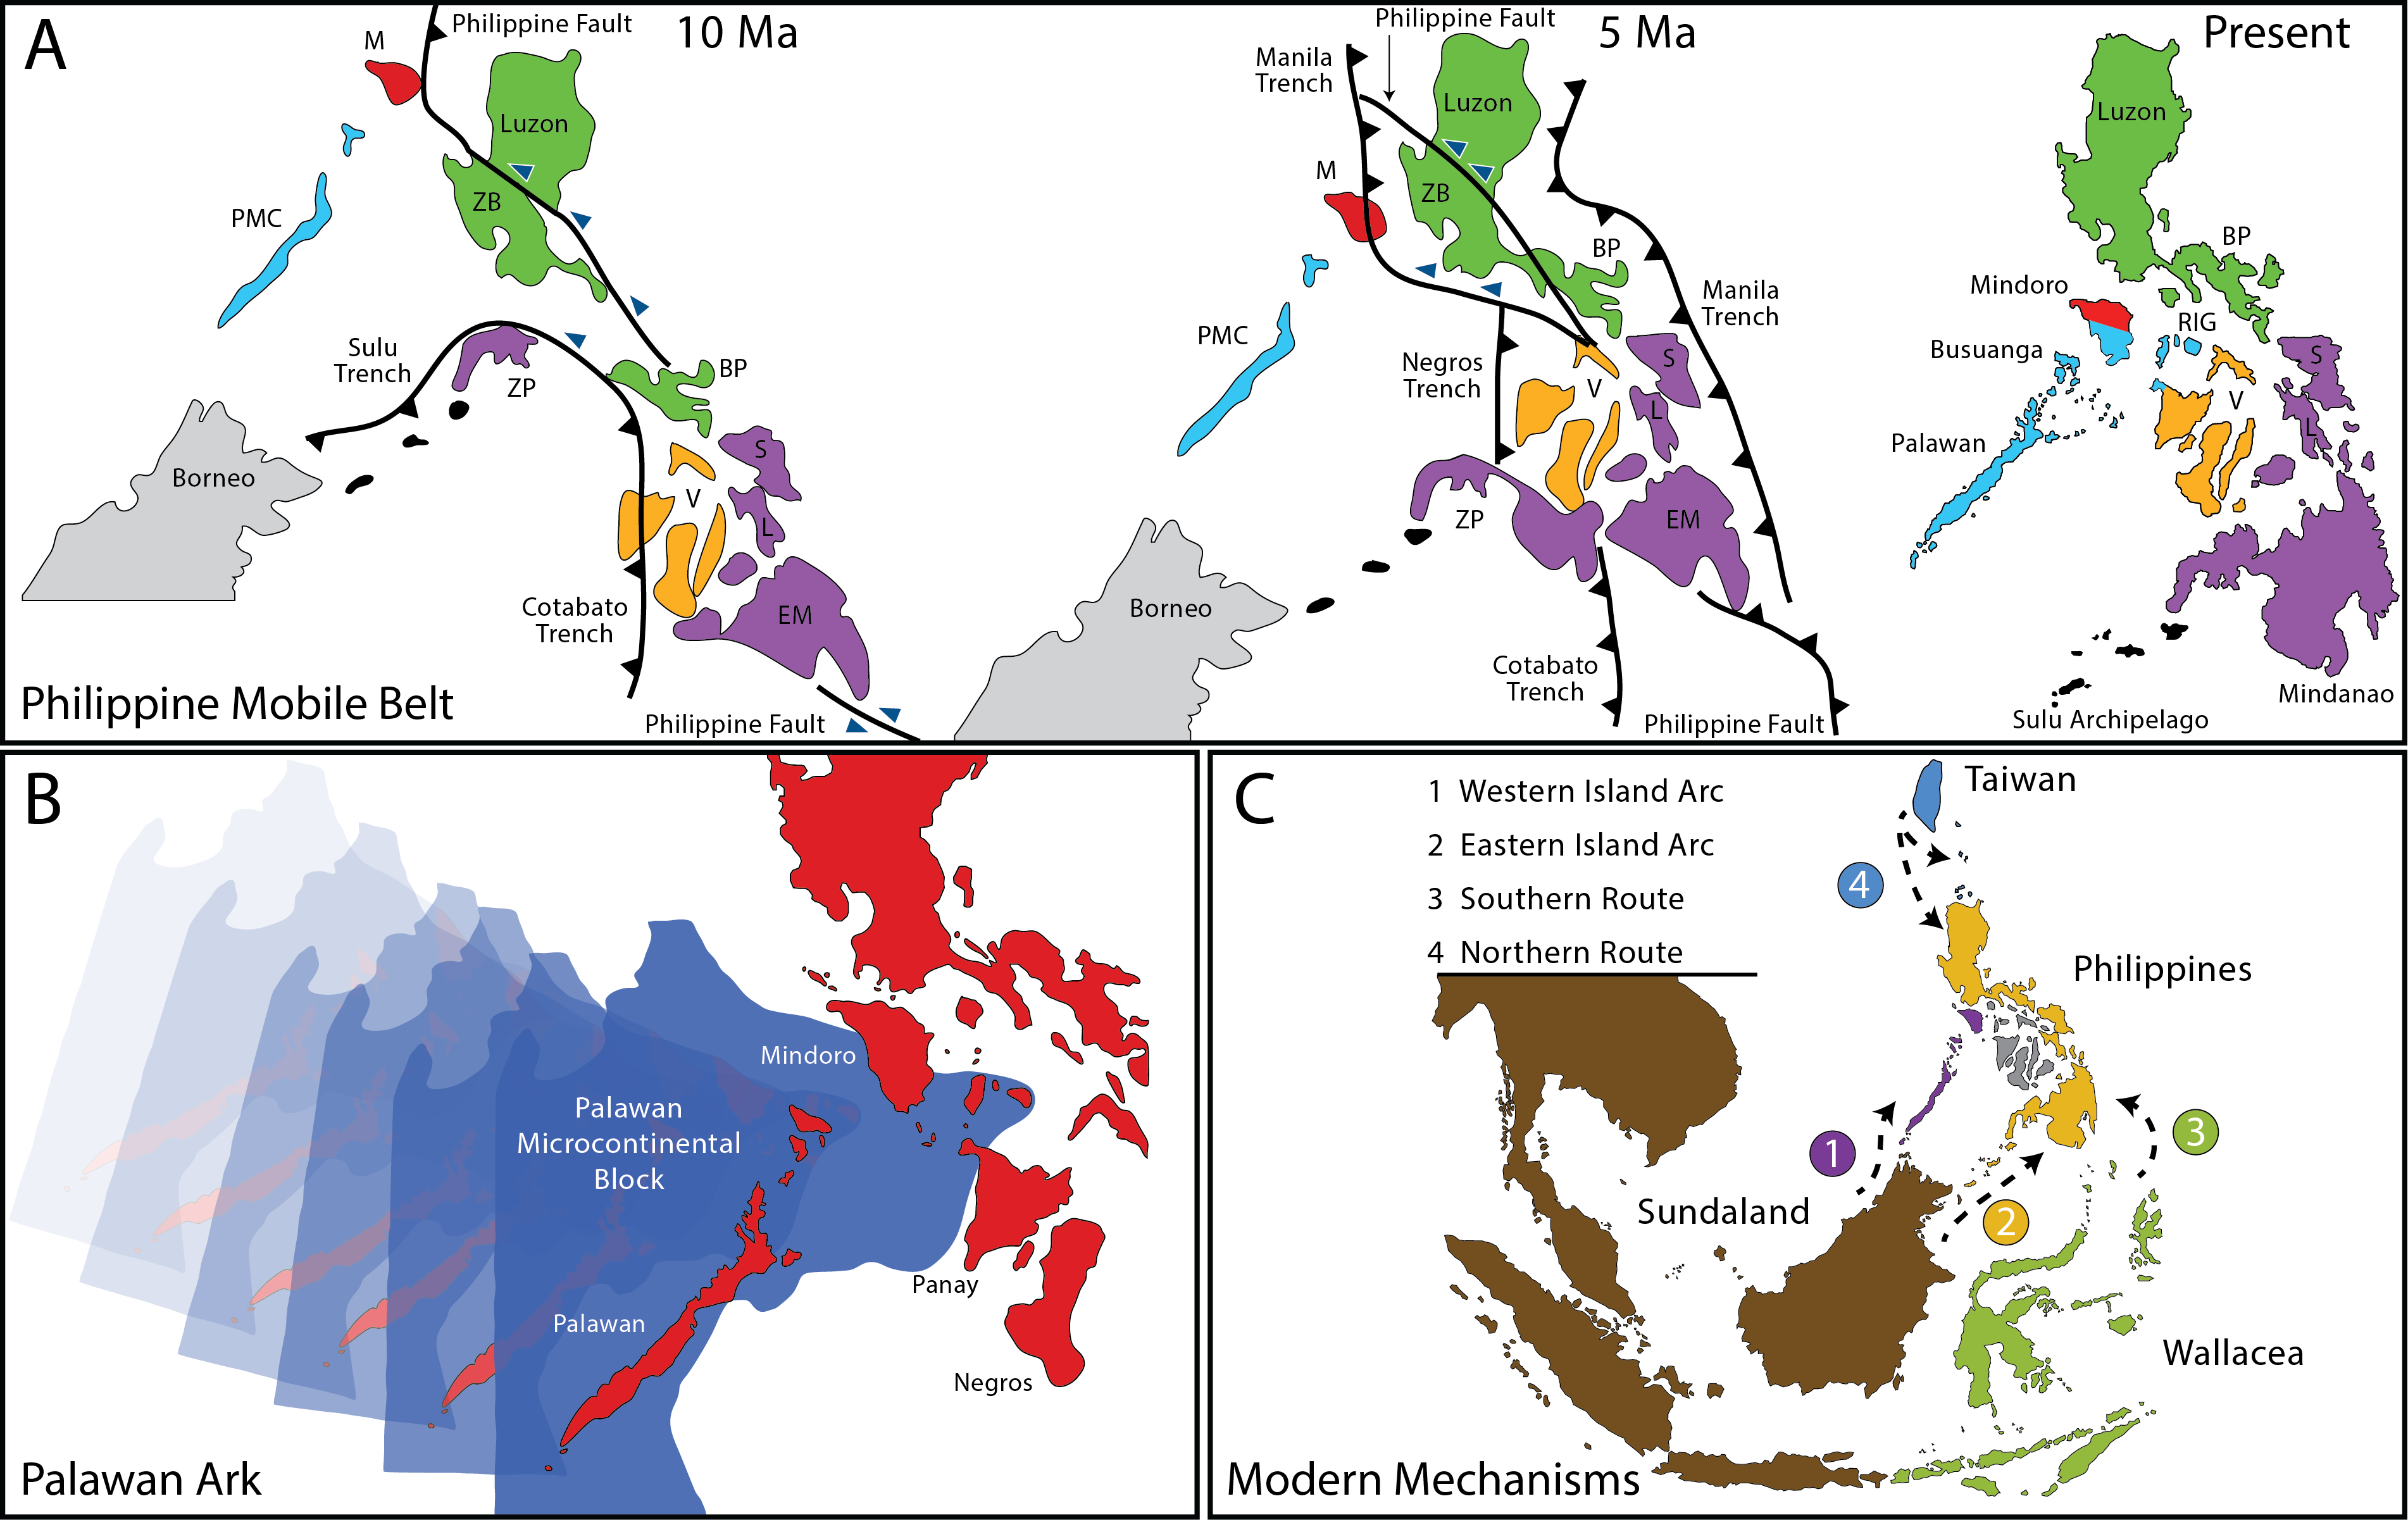 A
Philippine Fault
10 Ma
M
Luzon
ZB
PMC
Sulu
Trench
ZP
BP
Borneo
S
V
L
EM
Cotabato
Trench
Philippine Fault
Philippine Mobile Belt
Philippine Fault
5 Ma
Manila
Trench
Luzon
M
ZB
BP
Manila
Trench
PMC
Negros
Trench
V
S
L
ZP
EM
Borneo
Cotabato
Trench
Philippine Fault
Present
Luzon
BP
Mindoro
RIG
Busuanga
S
V
L
Palawan
Mindanao
Sulu Archipelago
B
Mindoro
Palawan
Microcontinental
Block
Panay
Palawan
Negros
Palawan Ark
C
1 Western Island Arc
2 Eastern Island Arc
3 Southern Route
4 Northern Route
Taiwan
4
Philippines
1
3
Sundaland
2
Wallacea
Modern Mechanisms